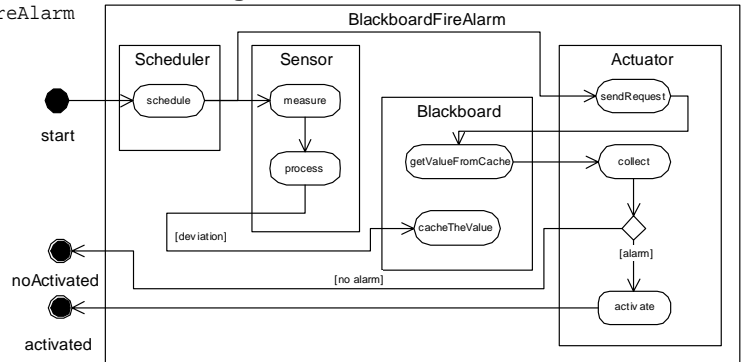 reAlarm
BlackboardFireAlarm
Scheduler
Sensor
Actuator
schedule
measure
sendRequest
Blackboard
start
process
getValueFromCache
collect
cacheTheValue
[deviation]
[alarm]
noActivated
[no alarm]
activate
activated